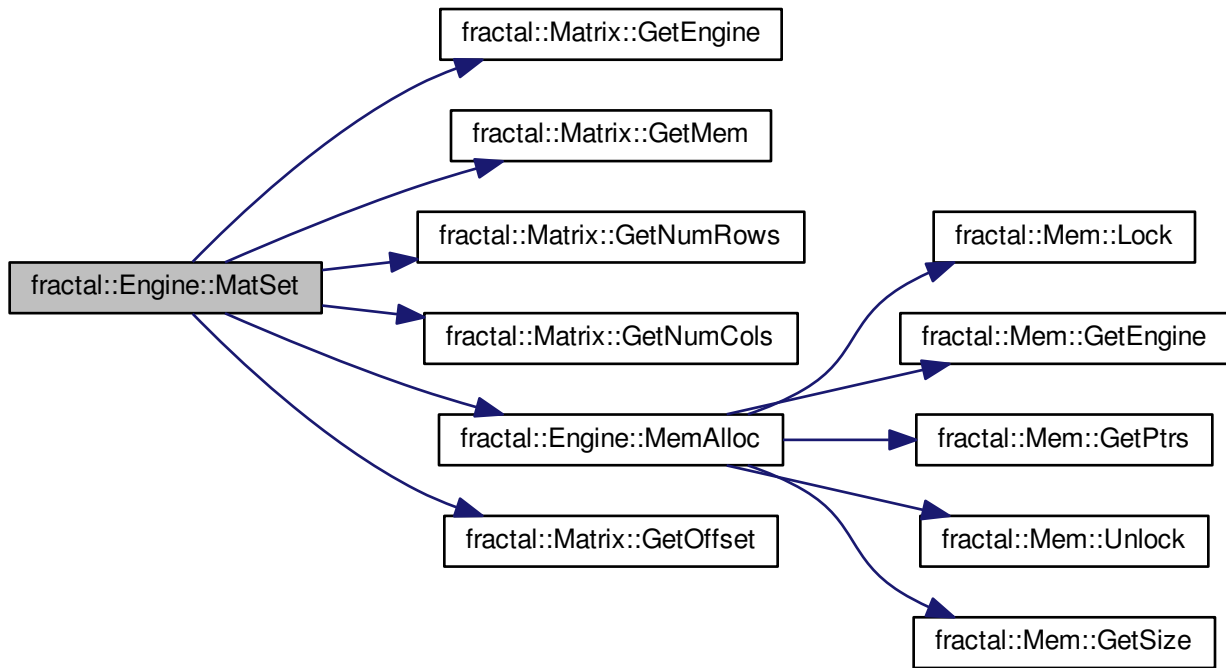 fractal::Matrix::GetEngine
fractal::Matrix::GetMem
fractal::Matrix::GetNumRows
fractal::Mem::Lock
fractal::Engine::MatSet
fractal::Matrix::GetNumCols
fractal::Mem::GetEngine
fractal::Engine::MemAlloc
fractal::Mem::GetPtrs
fractal::Matrix::GetOffset
fractal::Mem::Unlock
fractal::Mem::GetSize